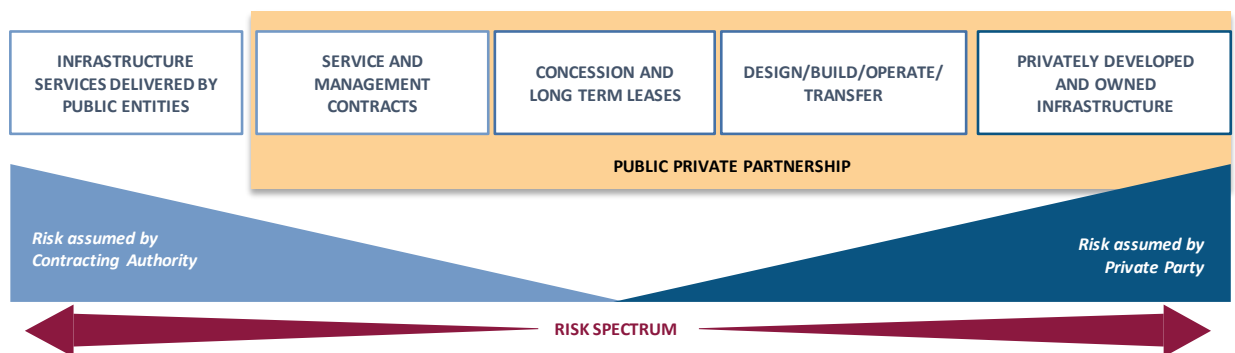 INFRASTRUCTURE
SERVICES DELIVERED BY
PUBLIC ENTITIES
SERVICE AND
MANAGEMENT
CONTRACTS
CONCESSION AND
LONG TERM LEASES
DESIGN/BUILD/OPERATE/
TRANSFER
PRIVATELY DEVELOPED
AND OWNED
INFRASTRUCTURE
PUBLIC PRIVATE PARTNERSHIP
Risk assumed by
Contracting Authority
Risk assumed by
Private Party
RISK SPECTRUM